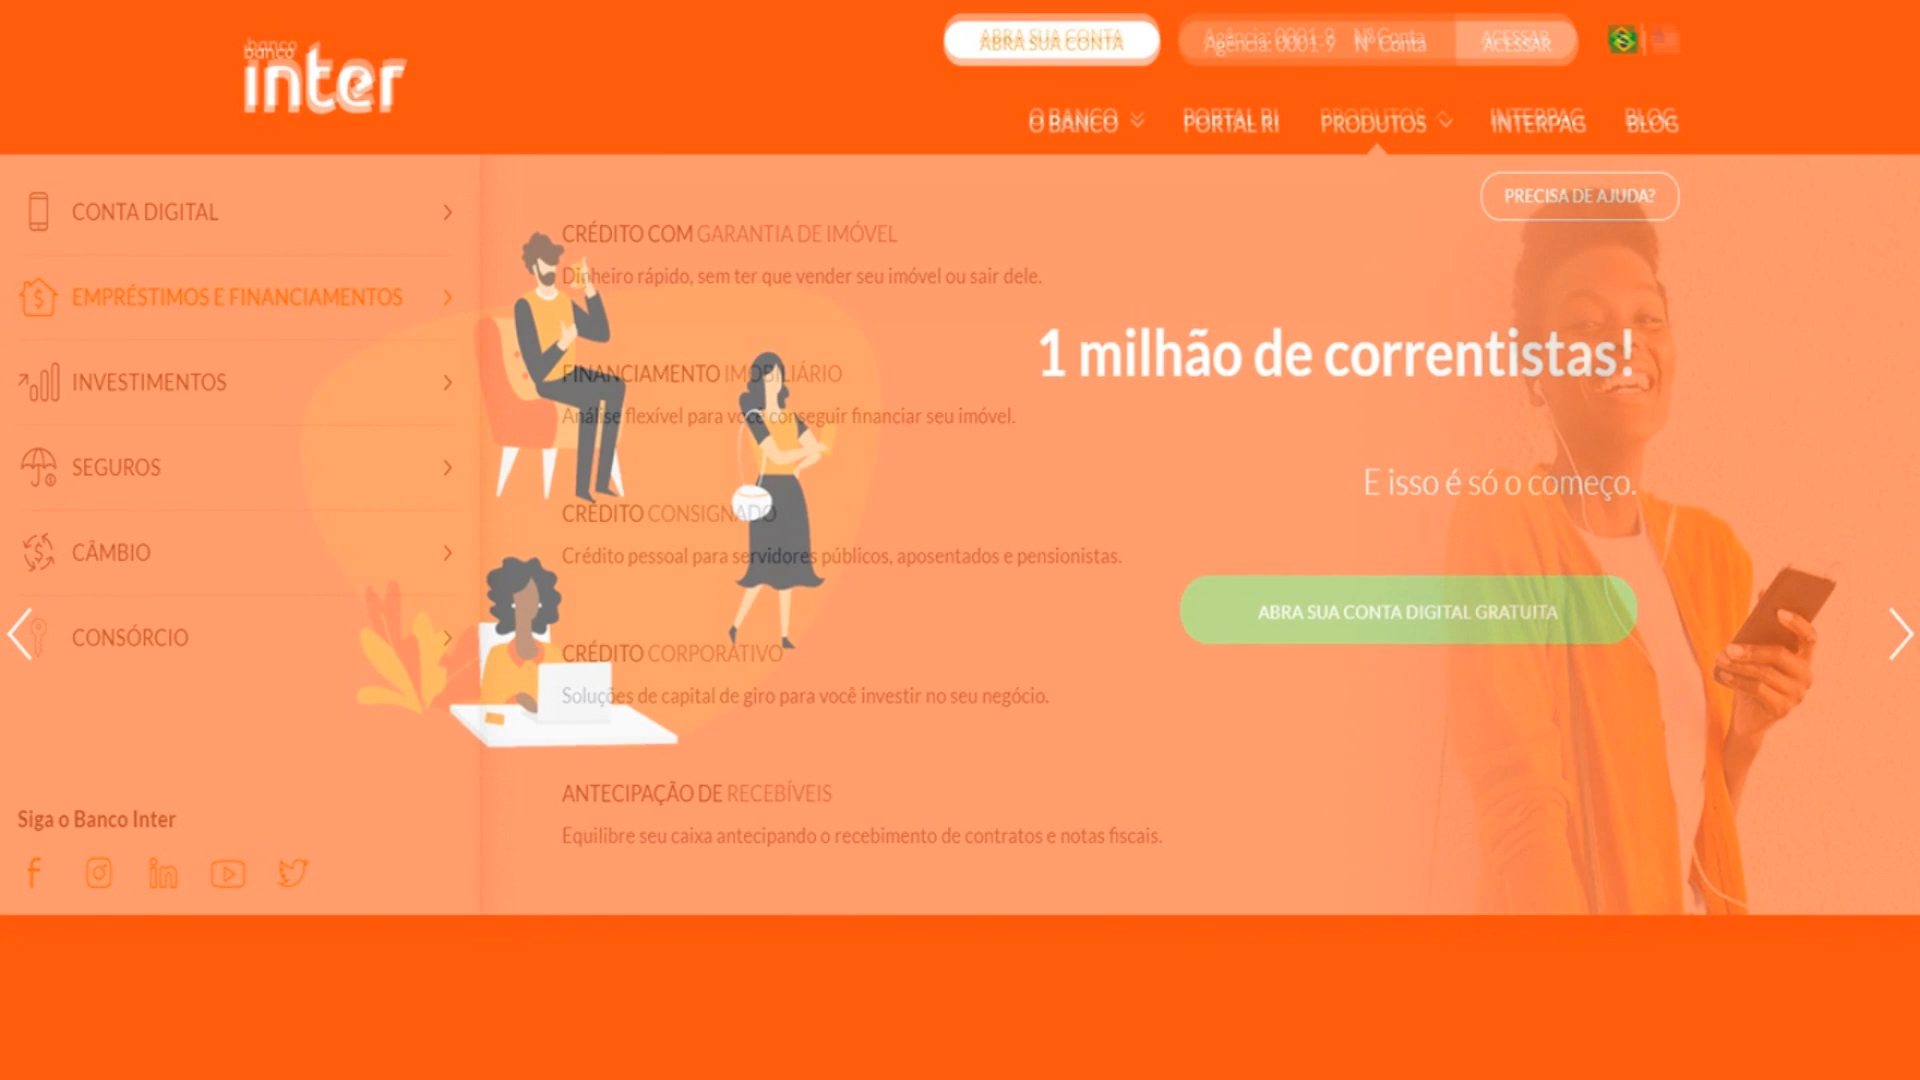 banco
inter
ABRA SUA CONTA
Agência: 0001-9 Nº Conta ACESSAR
O BANCO PORTAL RI PRODUTOS INTERPAG BLOG
PRECISA DE AJUDA?
CONTA DIGITAL
EMPRÉSTIMOS E FINANCIAMENTOS
INVESTIMENTOS
SEGUROS
CÂMBIO
CONSÓRCIO
Siga o Banco Inter
CRÉDITO COM GARANTIA DE IMÓVEL
Dinheiro rápido, sem ter que vender seu imóvel ou sair dele.
FINANCIAMENTO IMOBILIÁRIO
Análise flexível para você conseguir financiar seu imóvel.
CRÉDITO CONSIGNADO
Crédito pessoal para servidores públicos, aposentados e pensionistas.
CRÉDITO CORPORATIVO
Soluções de capital de giro para você investir no seu negócio.
ANTECIPAÇÃO DE RECEBÍVEIS
Equilibre seu caixa antecipando o recebimento de contratos e notas fiscais.
1 milhão de correntistas!
E isso é só o começo.
ABRA SUA CONTA DIGITAL GRATUITA